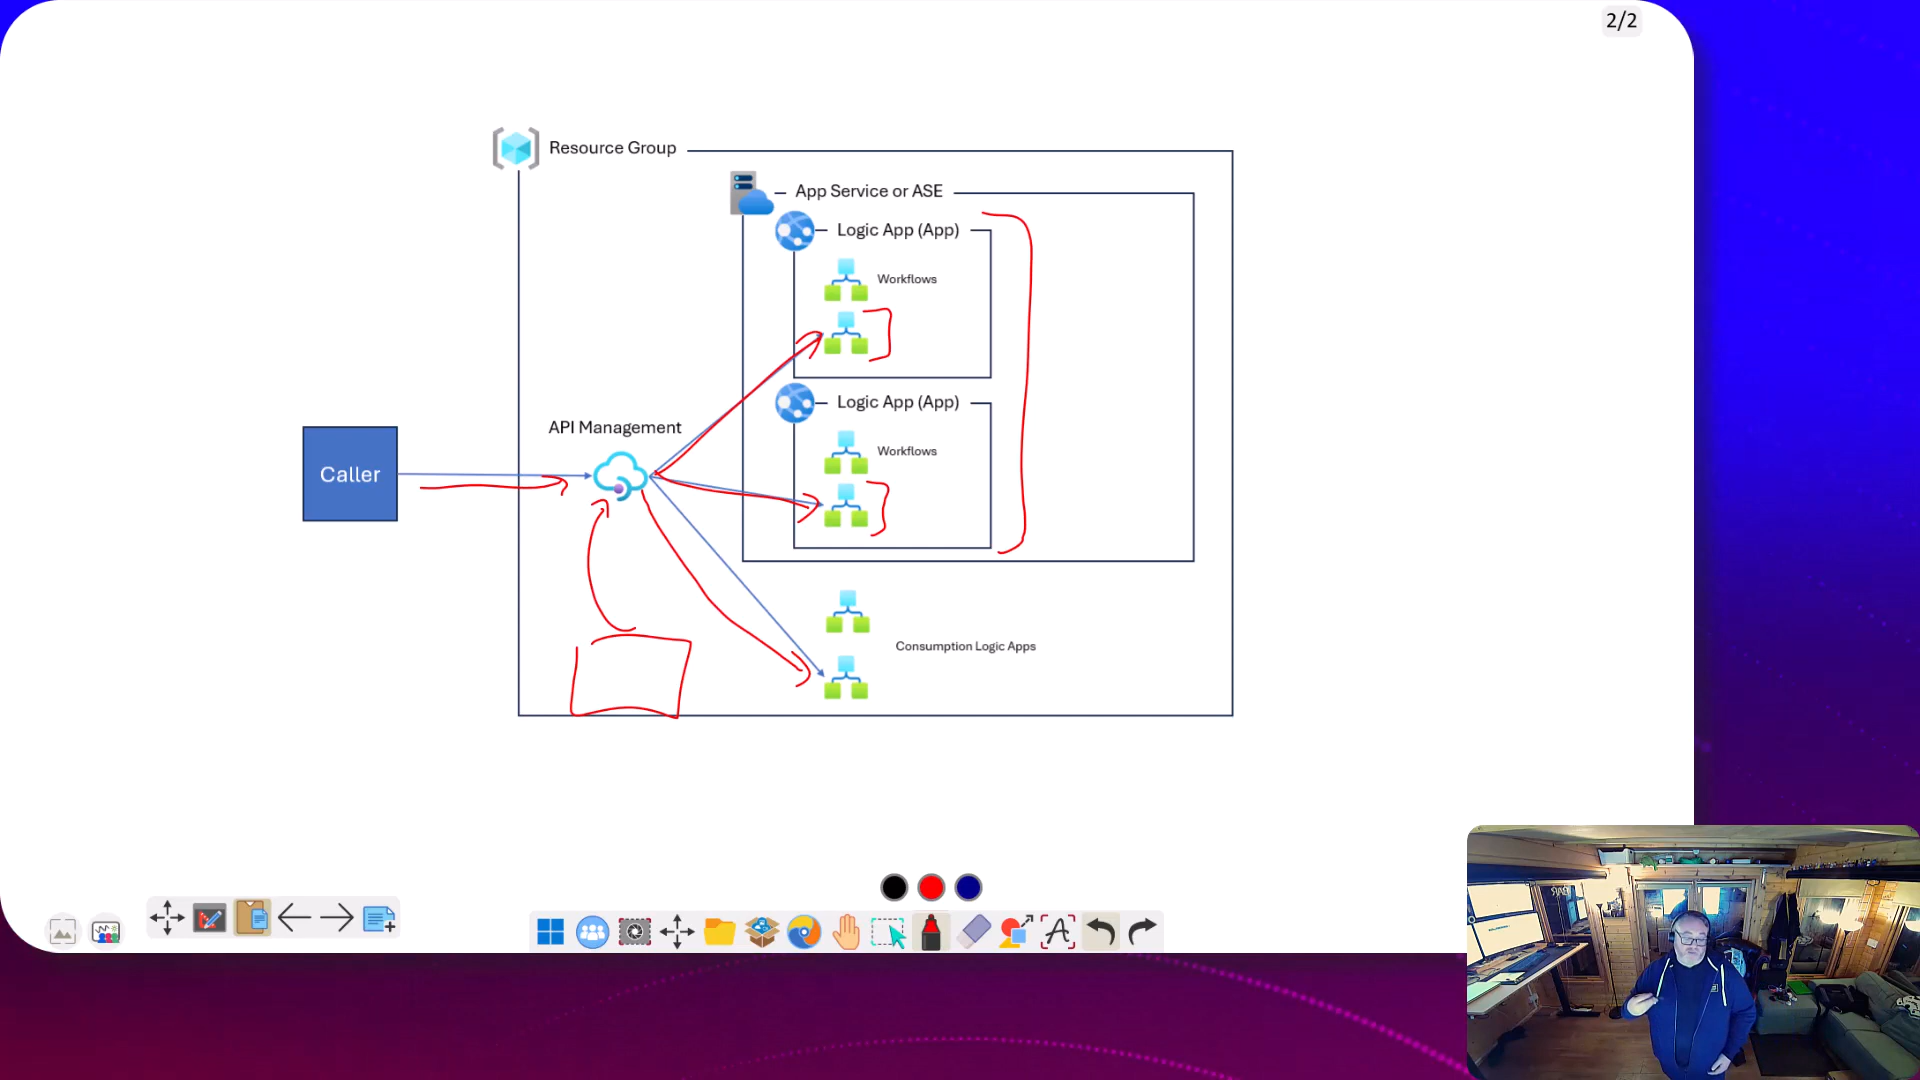 2/2
Resource Group
App Service or ASE
Logic App (App)
Workflows
Logic App (App)
API Management
Workflows
Caller
Consumption Logic Apps